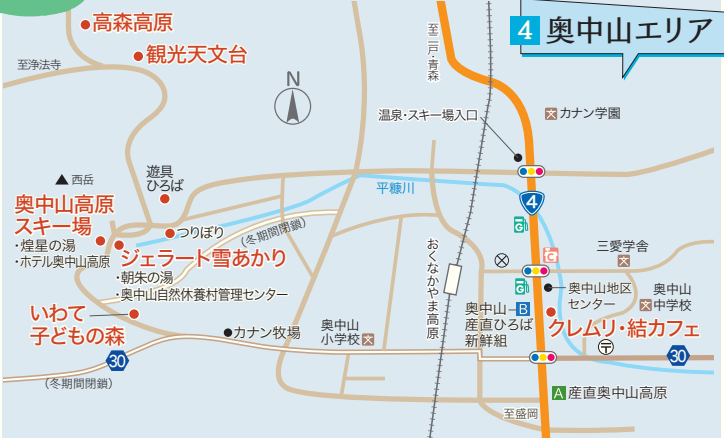 4 奥中山エリア
高森高原
観光天文台
至浄法寺
N
至二戸・青森
温泉・スキー場入口
カナン学園
文
西岳
遊具
ひろば
平糠川
4
奥中山高原
スキー場
・煌星の湯
・ホテル奥中山高原
つりぼり
(冬期間閉鎖)
ジェラート雪あかり
・朝朱の湯
・奥中山自然休養村管理センター
おくなかやま高原
三愛学舎
文
奥中山地区
センター
奥中山
中学校
文
いわて
子どもの森
カナン牧場
奥中山
小学校
文
奥中山
産直ひろば
新鮮組
B
クレムリ・結カフェ
30
30
(冬期間閉鎖)
A 産直奥中山高原
至盛岡